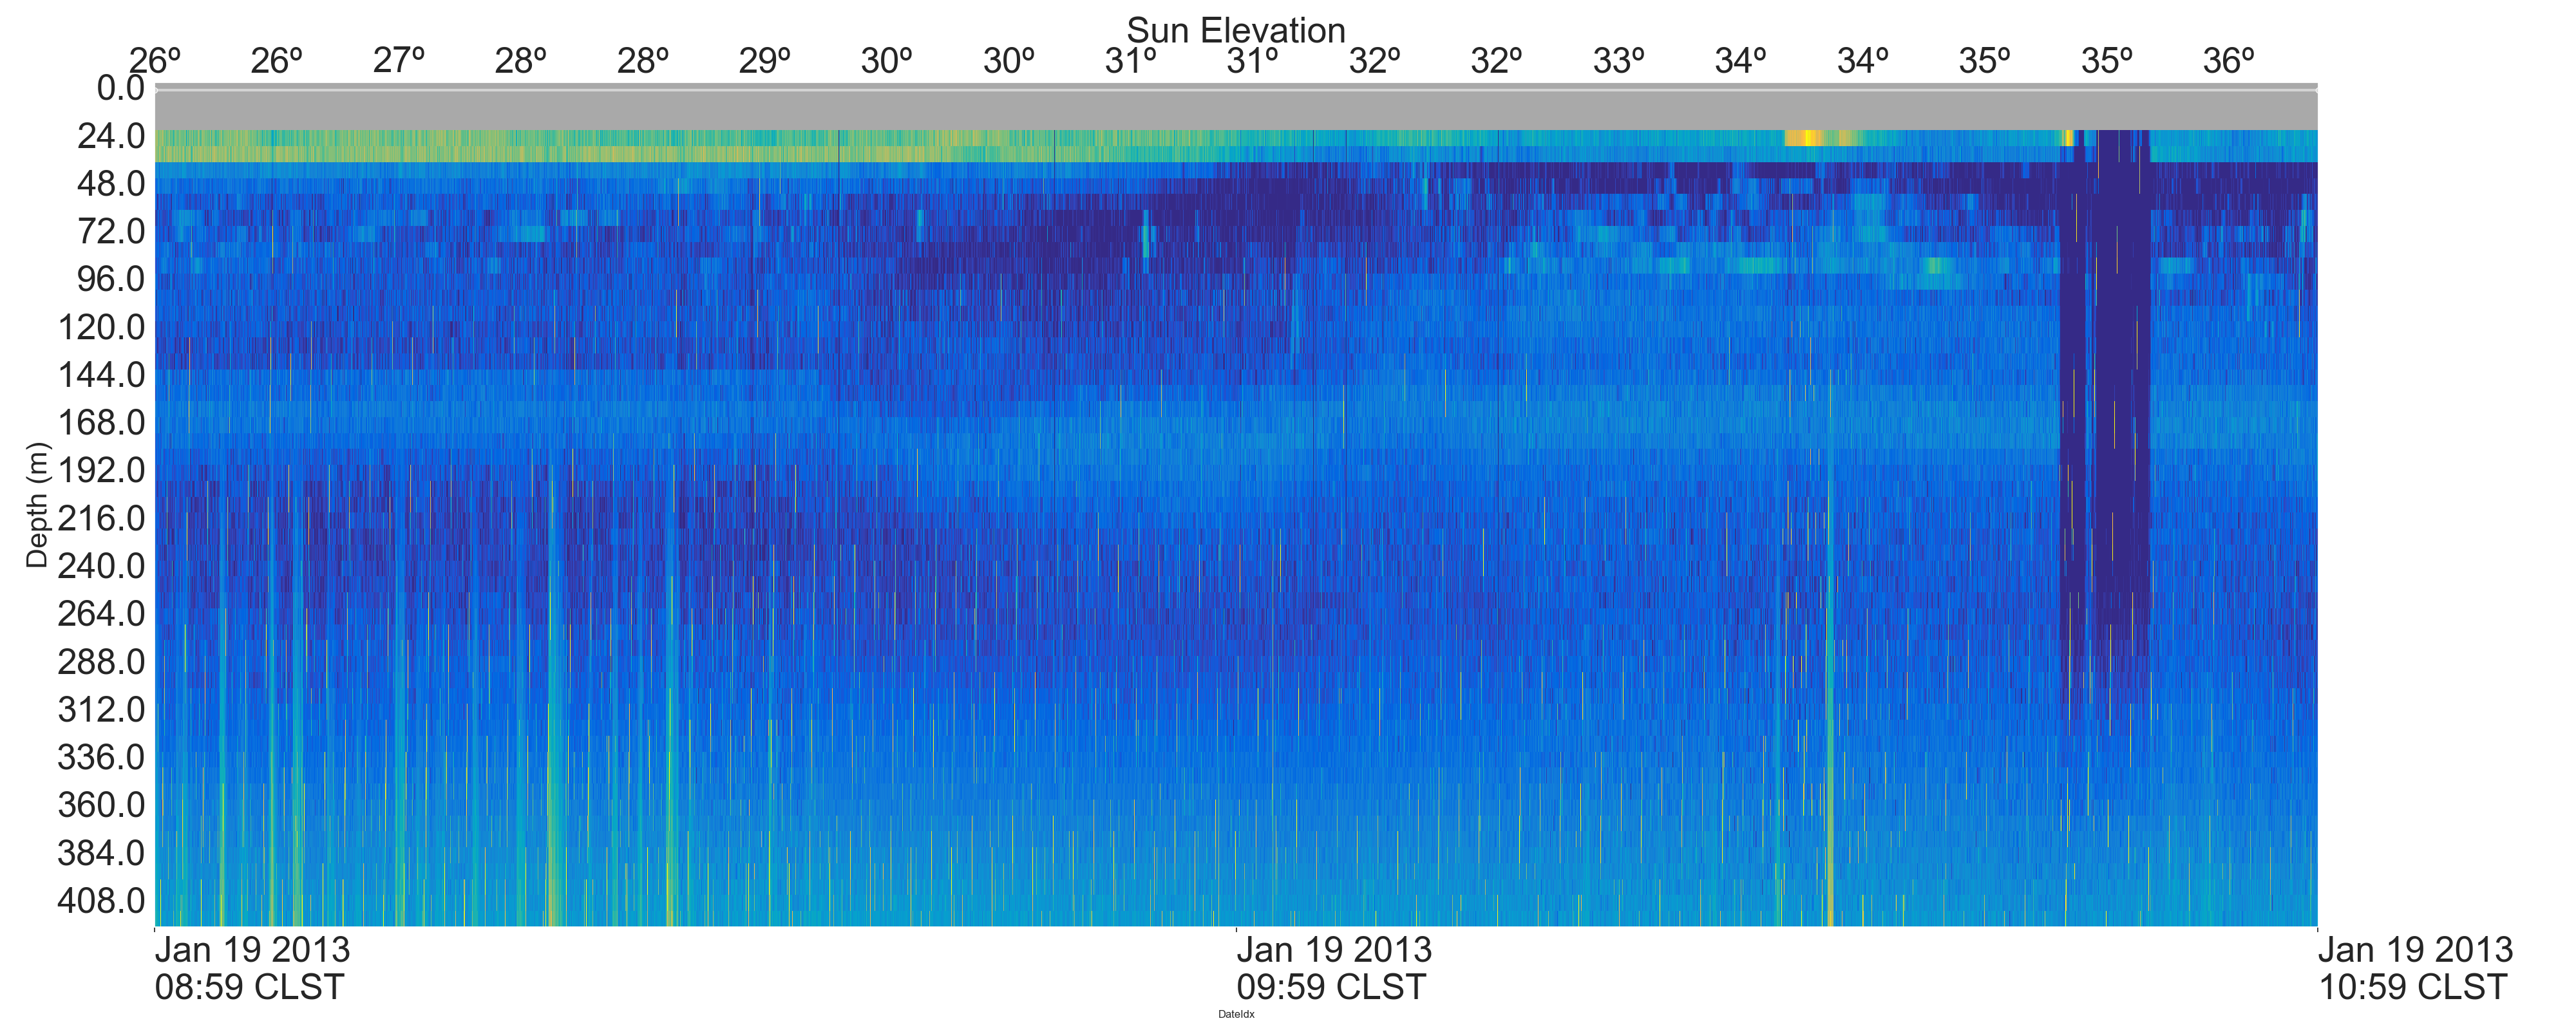 Sun Elevation
26º 26º 27º 28º 28º 29º 30º 30º 31º 31º 32º 32º 33º 34º 34º 35º 35º 36º
0.0
24.0
48.0
72.0
96.0
120.0
144.0
168.0
192.0
216.0
240.0
264.0
288.0
312.0
336.0
360.0
384.0
408.0
Depth (m)
Jan 19 2013
08:59 CLST
Jan 19 2013
09:59 CLST
Jan 19 2013
10:59 CLST
DateIdx